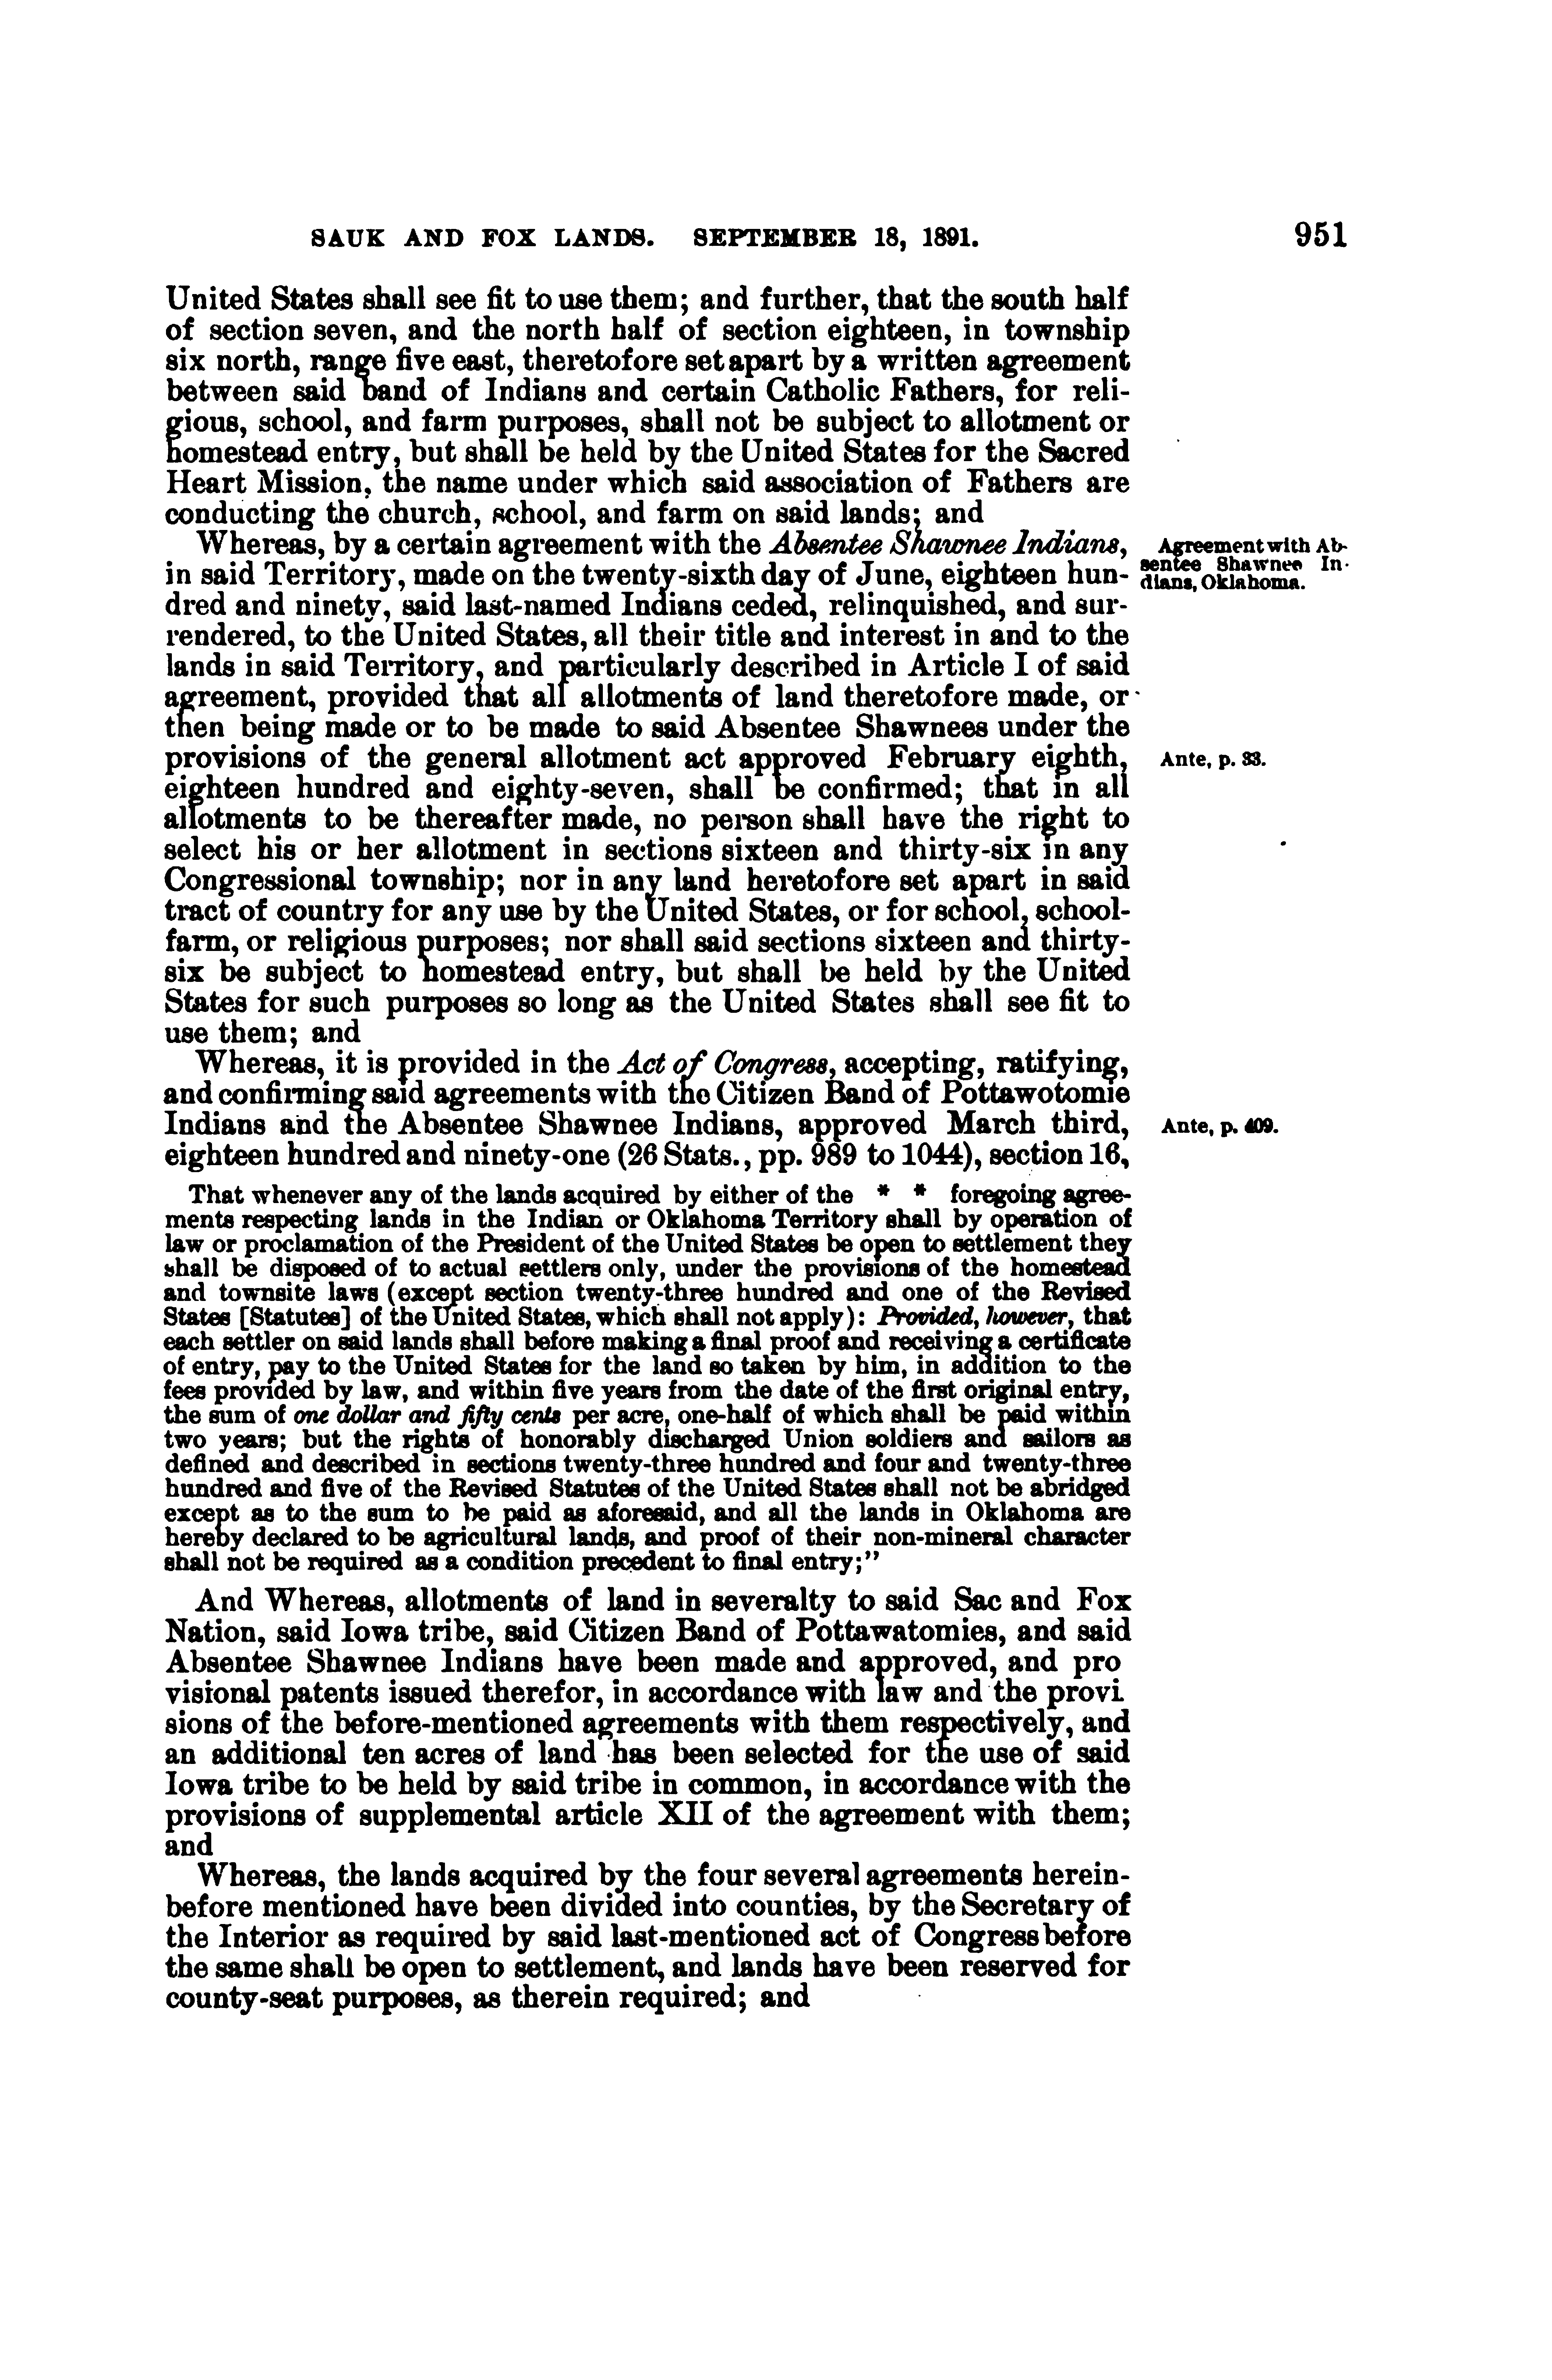 SAUK AND FOX LANDS. SEPTEMBER 18, 1891. 951
United States shall see fit to use them; and further, that the south half
of section seven, and the north half of section eighteen, in township
six north, range five east, theretofore set apart by a written agreement
between said band of Indians and certain Catholic Fathers, for reli-
gious, school, and farm purposes, shall not be subject to allotment or
homestead entry, but shall be held by the United States for the Sacred
Heart Mission, the name under which said association of Fathers are
conducting the church, school, and farm on said lands; and
Whereas, by a certain agreement with the Absentee Shawnee Indians,
in said Territory, made on the twenty-sixth day of June, eighteen hun-
dred and ninety, said last-named Indians ceded, relinquished, and sur-
rendered, to the United States, all their title and interest in and to the
lands in said Territory, and particularly described in Article I of said
agreement, provided that all allotments of land theretofore made, or
then being made or to be made to said Absentee Shawnees under the
provisions of the general allotment act approved February eighth,
eighteen hundred and eighty-seven, shall be confirmed; that in all
allotments to be thereafter made, no person shall have the right to
select his or her allotment in sections sixteen and thirty-six in any
Congressional township; nor in any land heretofore set apart in said
tract of country for any use by the United States, or for school, school-
farm, or religious purposes; nor shall said sections sixteen and thirty-
six be subject to homestead entry, but shall be held by the United
States for such purposes so long as the United States shall see fit to
use them; and
Whereas, it is provided in the Act of Congress, accepting, ratifying,
and confirming said agreements with the Citizen Band of Pottawotomie
Indians and the Absentee Shawnee Indians, approved March third,
eighteen hundred and ninety-one (26 Stats., pp. 989 to 1044), section 16,
That whenever any of the lands acquired by either of the * * foregoing agree-
ments respecting lands in the Indian or Oklahoma Territory shall by operation of
law or proclamation of the President of the United States be open to settlement they
shall be disposed of to actual settlers only, under the provisions of the homestead
and townsite laws (except section twenty-three hundred and one of the Revised
States [Statutes] of the United States, which shall not apply): Provided, however, that
each settler on said lands shall before making a final proof and receiving a certificate
of entry, pay to the United States for the land so taken by him, in addition to the
fees provided by law, and within five years from the date of the first original entry,
the sum of one dollar and fifty cents per acre, one-half of which shall be paid within
two years; but the rights of honorably discharged Union soldiers and sailors as
defined and described in sections twenty-three hundred and four and twenty-three
hundred and five of the Revised Statutes of the United States shall not be abridged
except as to the sum to be paid as aforesaid, and all the lands in Oklahoma are
hereby declared to be agricultural lands, and proof of their non-mineral character
shall not be required as a condition precedent to final entry;"
And Whereas, allotments of land in severalty to said Sac and Fox
Nation, said Iowa tribe, said Citizen Band of Pottawatomies, and said
Absentee Shawnee Indians have been made and approved, and pro
visional patents issued therefor, in accordance with law and the provi
sions of the before-mentioned agreements with them respectively, and
an additional ten acres of land has been selected for the use of said
Iowa tribe to be held by said tribe in common, in accordance with the
provisions of supplemental article XII of the agreement with them;
and
Whereas, the lands acquired by the four several agreements herein-
before mentioned have been divided into counties, by the Secretary of
the Interior as required by said last-mentioned act of Congress before
the same shall be open to settlement, and lands have been reserved for
county-seat purposes, as therein required; and
Agreement with Ab-
sentee Shawnee In-
dians, Oklahoma.
Ante, p. 33.
Ante, p. 409.